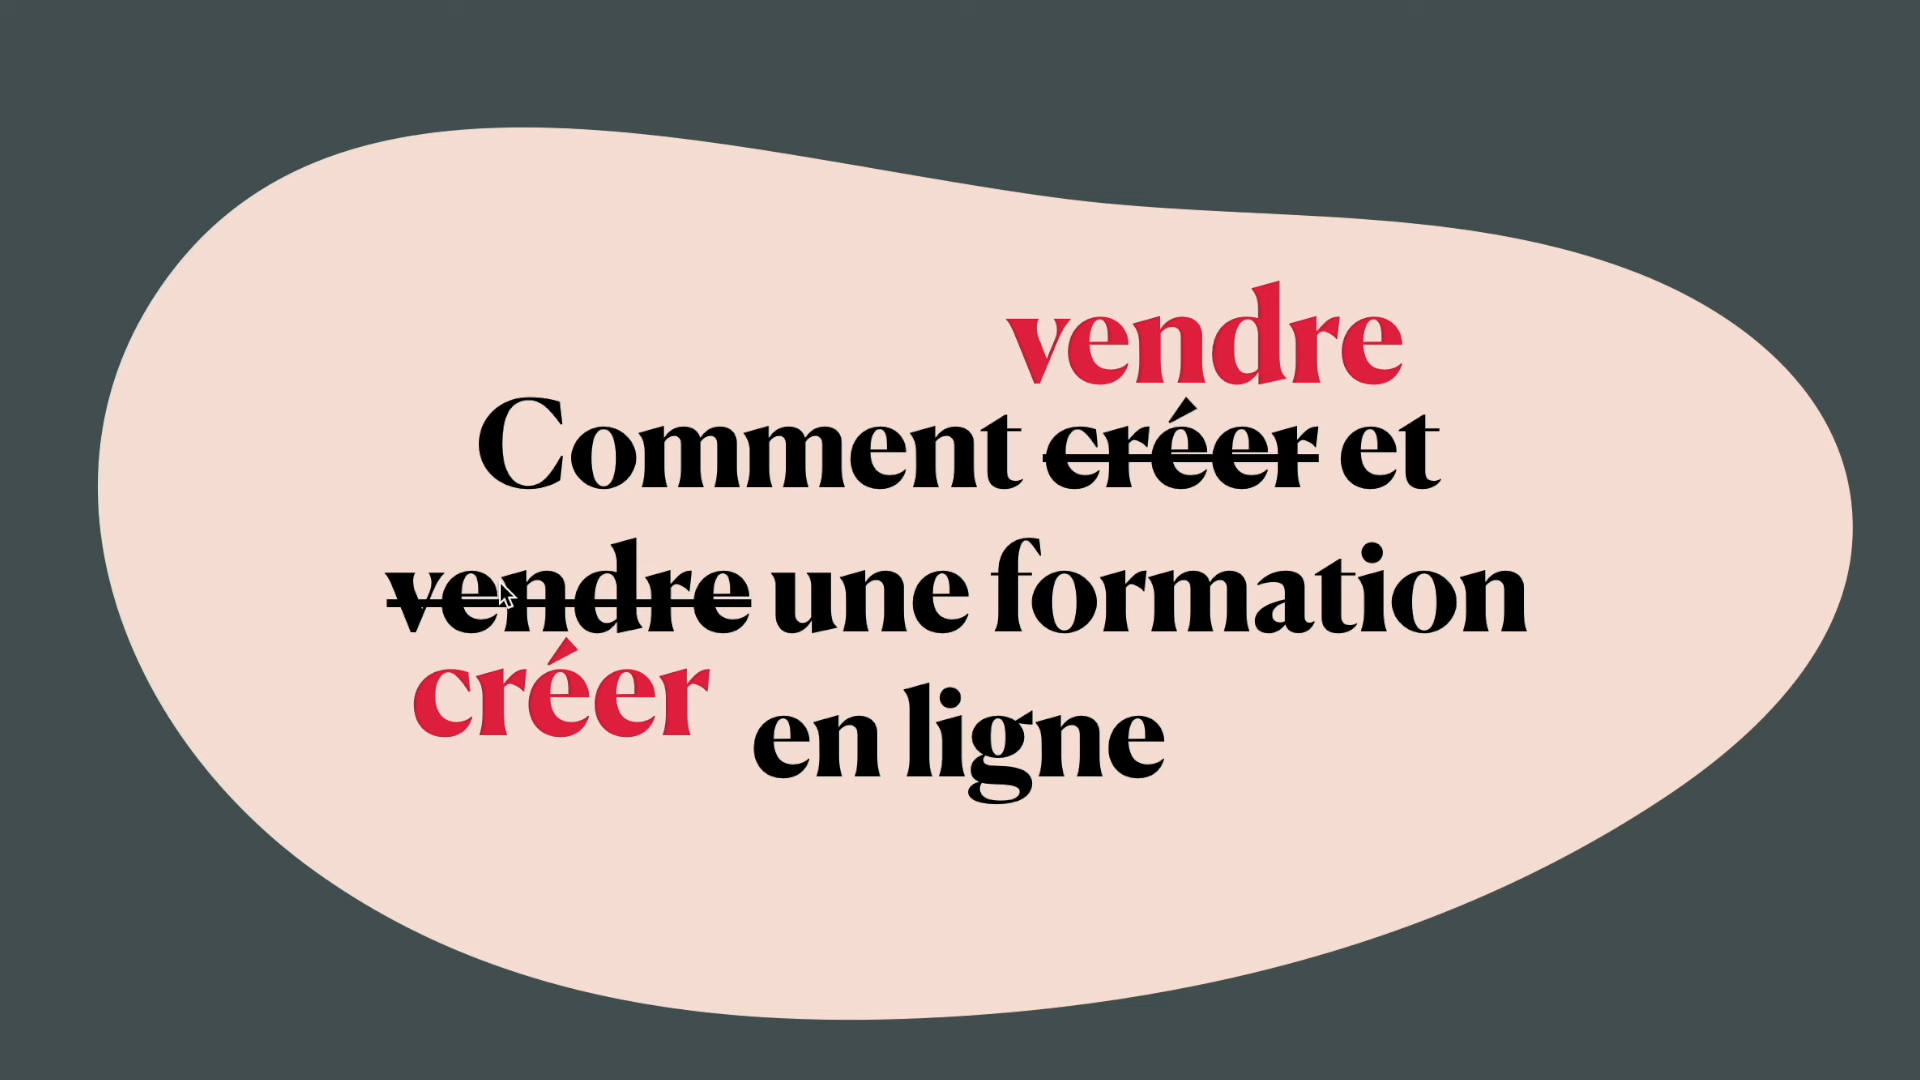 vendre
Comment créer et
vendre une formation
créer
en ligne